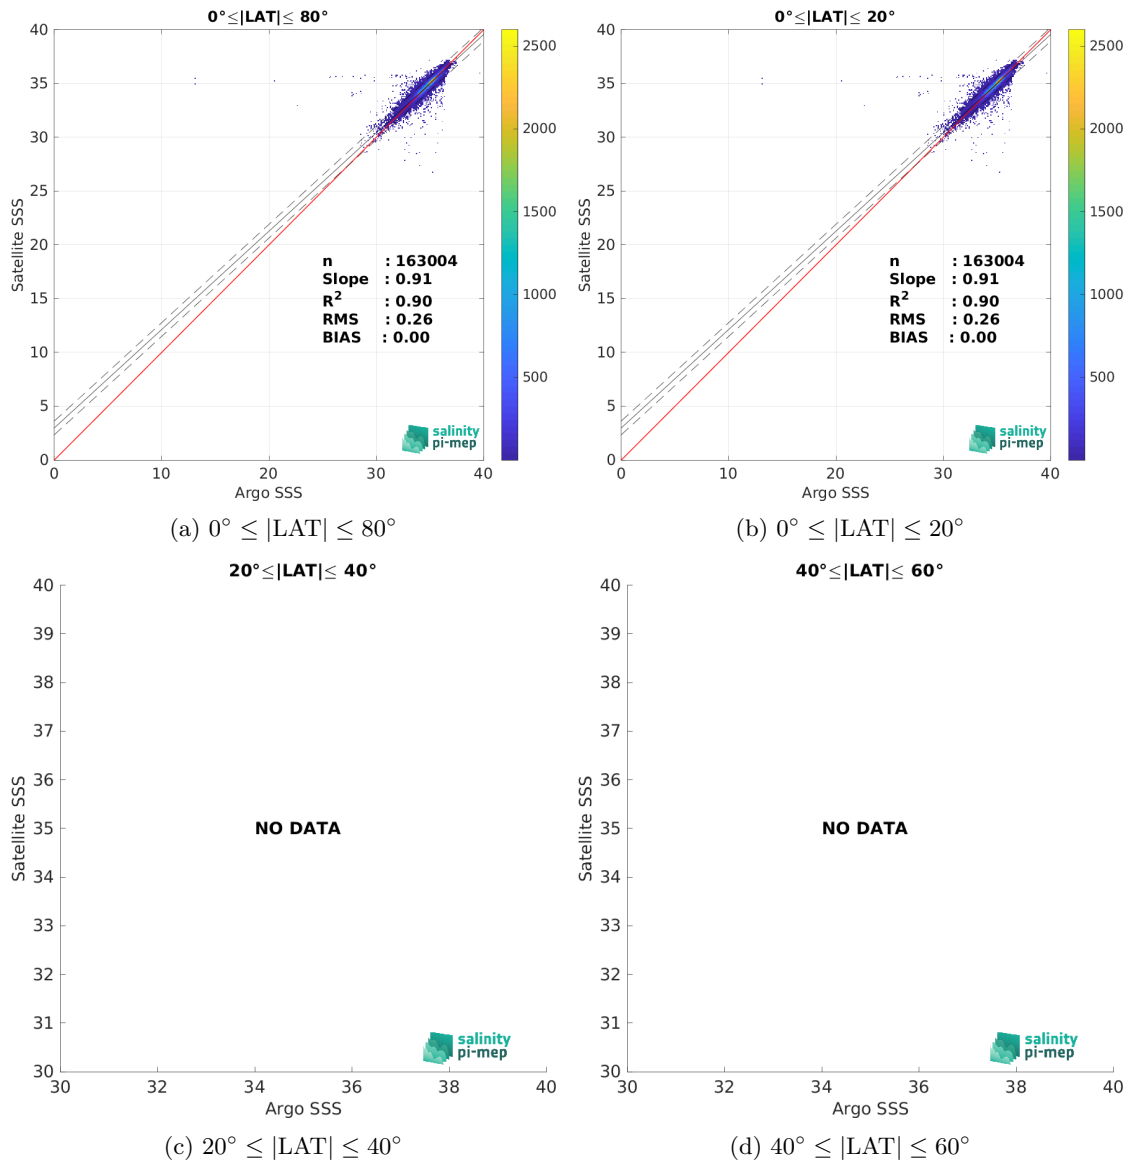 0°≤|LAT|≤ 80°
40
35
30
25
20
15
10
5
0
Satellite SSS
0
10
20
30
40
Argo SSS
n : 163004
Slope : 0.91
R² : 0.90
RMS : 0.26
BIAS : 0.00
salinity
pi-mep
2500
2000
1500
1000
500
(a) 0° ≤ |LAT| ≤ 80°
0°≤|LAT|≤ 20°
40
35
30
25
20
15
10
5
0
Satellite SSS
0
10
20
30
40
Argo SSS
n : 163004
Slope : 0.91
R² : 0.90
RMS : 0.26
BIAS : 0.00
salinity
pi-mep
2500
2000
1500
1000
500
(b) 0° ≤ |LAT| ≤ 20°
20°≤|LAT|≤ 40°
40
39
38
37
36
35
34
33
32
31
30
Satellite SSS
NO DATA
salinity
pi-mep
30
32
34
36
38
40
Argo SSS
(c) 20° ≤ |LAT| ≤ 40°
40°≤|LAT|≤ 60°
40
39
38
37
36
35
34
33
32
31
30
Satellite SSS
NO DATA
salinity
pi-mep
30
32
34
36
38
40
Argo SSS
(d) 40° ≤ |LAT| ≤ 60°